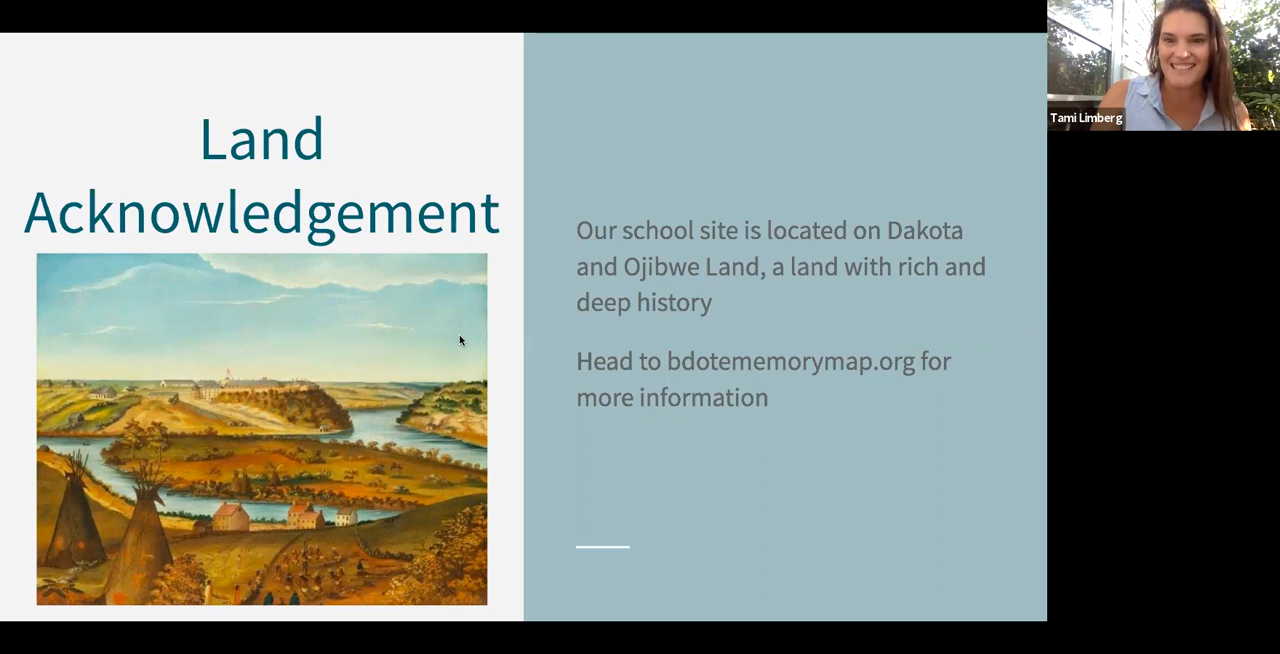 Land
Acknowledgement
Our school site is located on Dakota
and Ojibwe Land, a land with rich and
deep history
Head to bdotememorymap.org for
more information
Tami Limberg